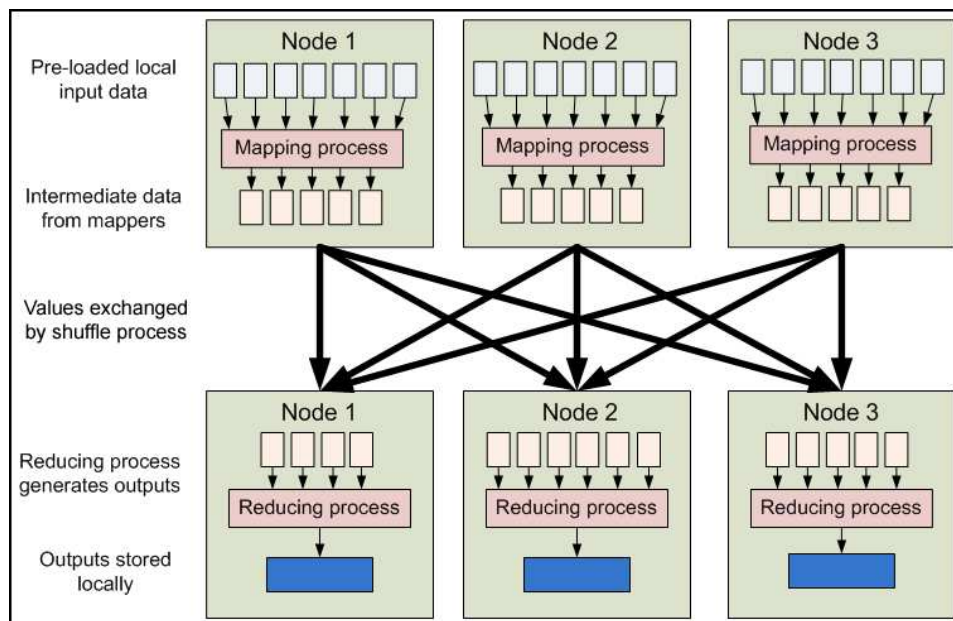 Node 1
Node 2
Node 3
Pre-loaded local
input data
Mapping process
Mapping process
Mapping process
Intermediate data
from mappers
Values exchanged
by shuffle process
Node 1
Node 2
Node 3
Reducing process
generates outputs
Reducing process
Reducing process
Reducing process
Outputs stored
locally